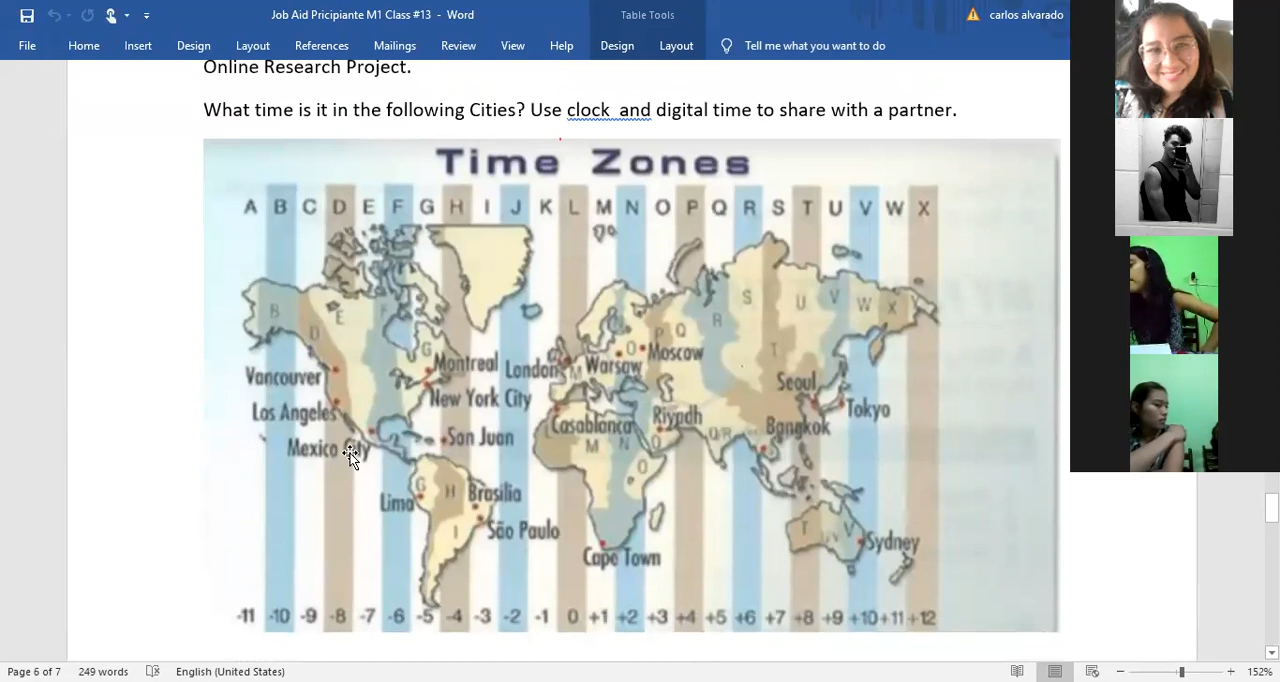 Job Aid Pricipiante M1 Class #13 - Word
Table Tools
carlos alvarado
File Home Insert Design Layout References Mailings Review View Help Design Layout Tell me what you want to do
Online Research Project.
What time is it in the following Cities? Use clock and digital time to share with a partner.
Time Zones
A B C D E F G H I J K L M N O P Q R S T U V W X
B D E F G
P Q R S T U V W X
O
Montreal London M Warsaw Moscow
Vancouver
New York City
Seoul
Los Angeles
Casablanca Riyadh Tokyo
Q/R Bangkok
Mexico City San Juan
M N O
S
G H Brasilia
Lima
O P
I São Paulo
T V Sydney
Cape Town
-11 -10 -9 -8 -7 -6 -5 -4 -3 -2 -1 0 +1 +2 +3 +4 +5 +6 +7 +8 +9 +10 +11 +12
Page 6 of 7 249 words English (United States) 152%